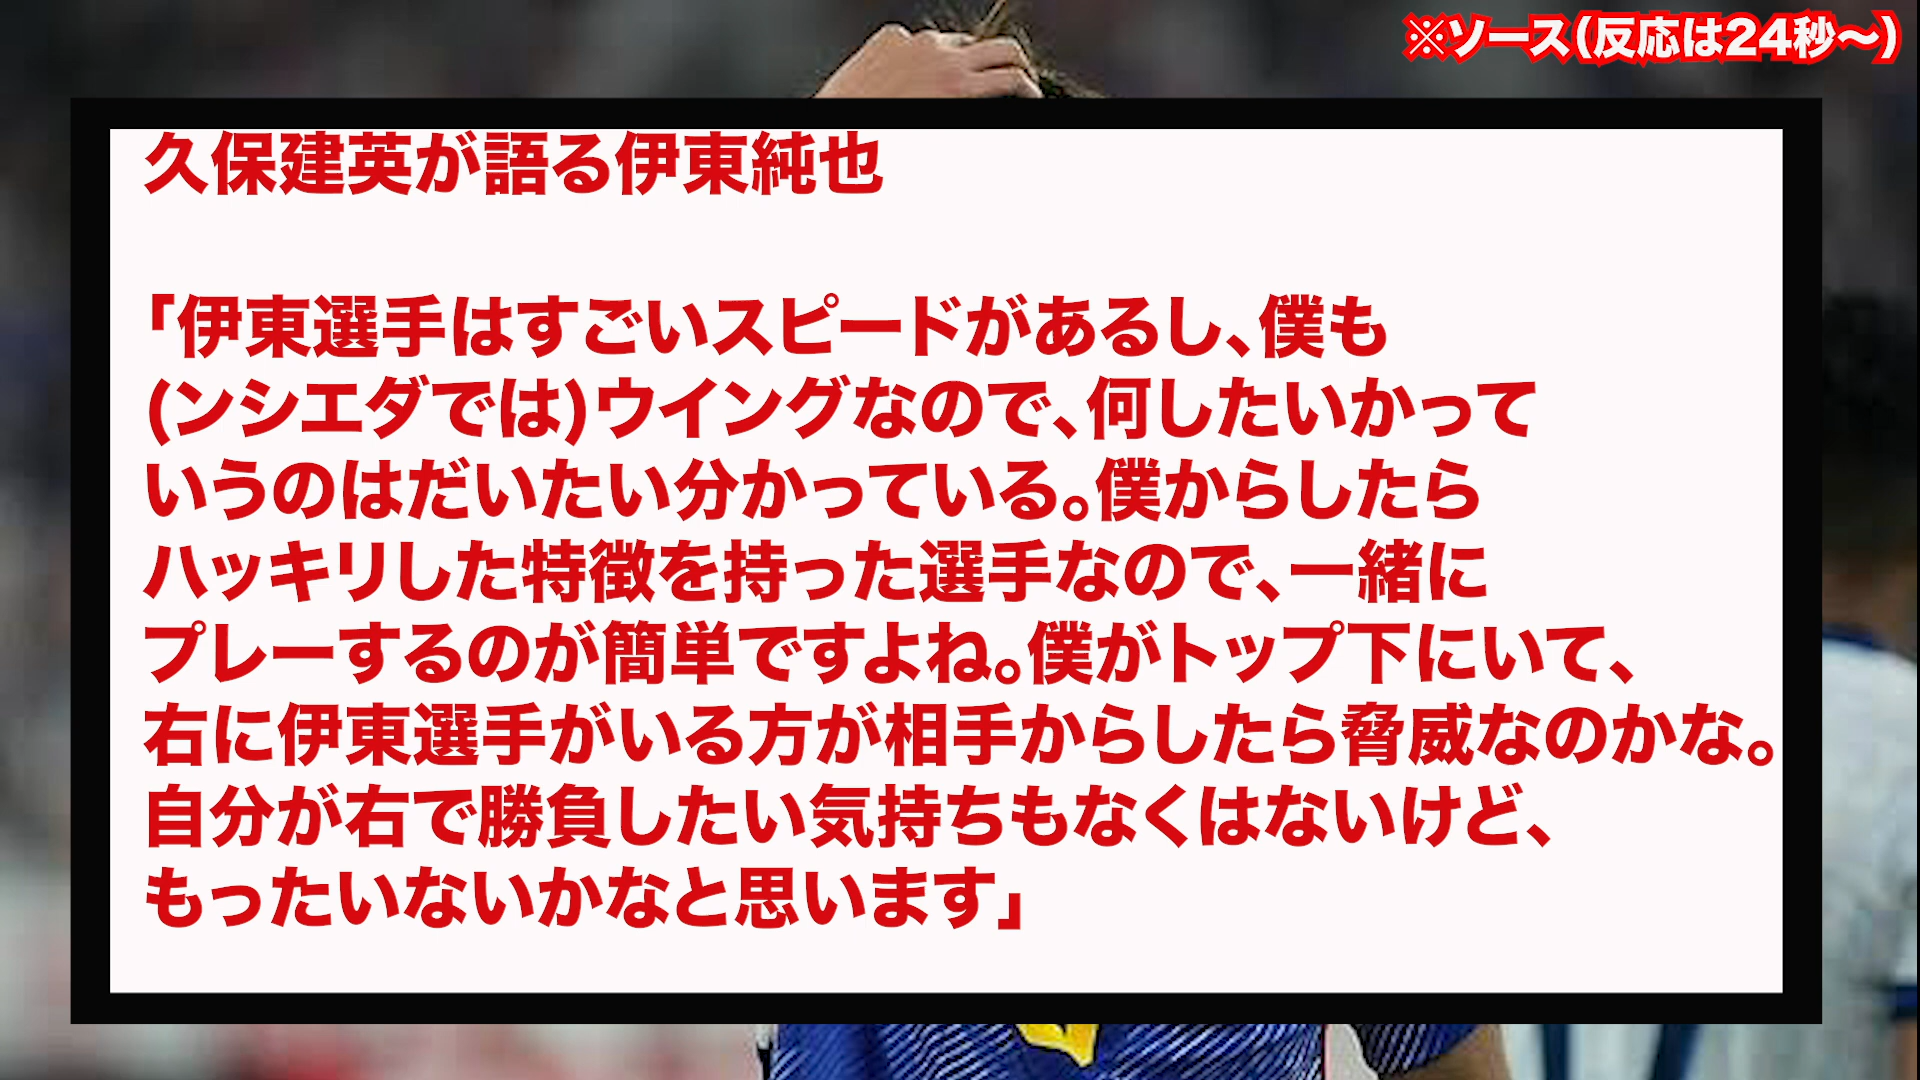 ※ソース(反応は24秒〜)
久保建英が語る伊東純也
「伊東選手はすごいスピードがあるし、僕も
(ンシエダでは)ウイングなので、何したいかって
いうのはだいたい分かっている。僕からしたら
ハッキリした特徴を持った選手なので、一緒に
プレーするのが簡単ですよね。僕がトップ下にいて、
右に伊東選手がいる方が相手からしたら脅威なのかな。
自分が右で勝負したい気持ちもなくはないけど、
もったいないかなと思います」